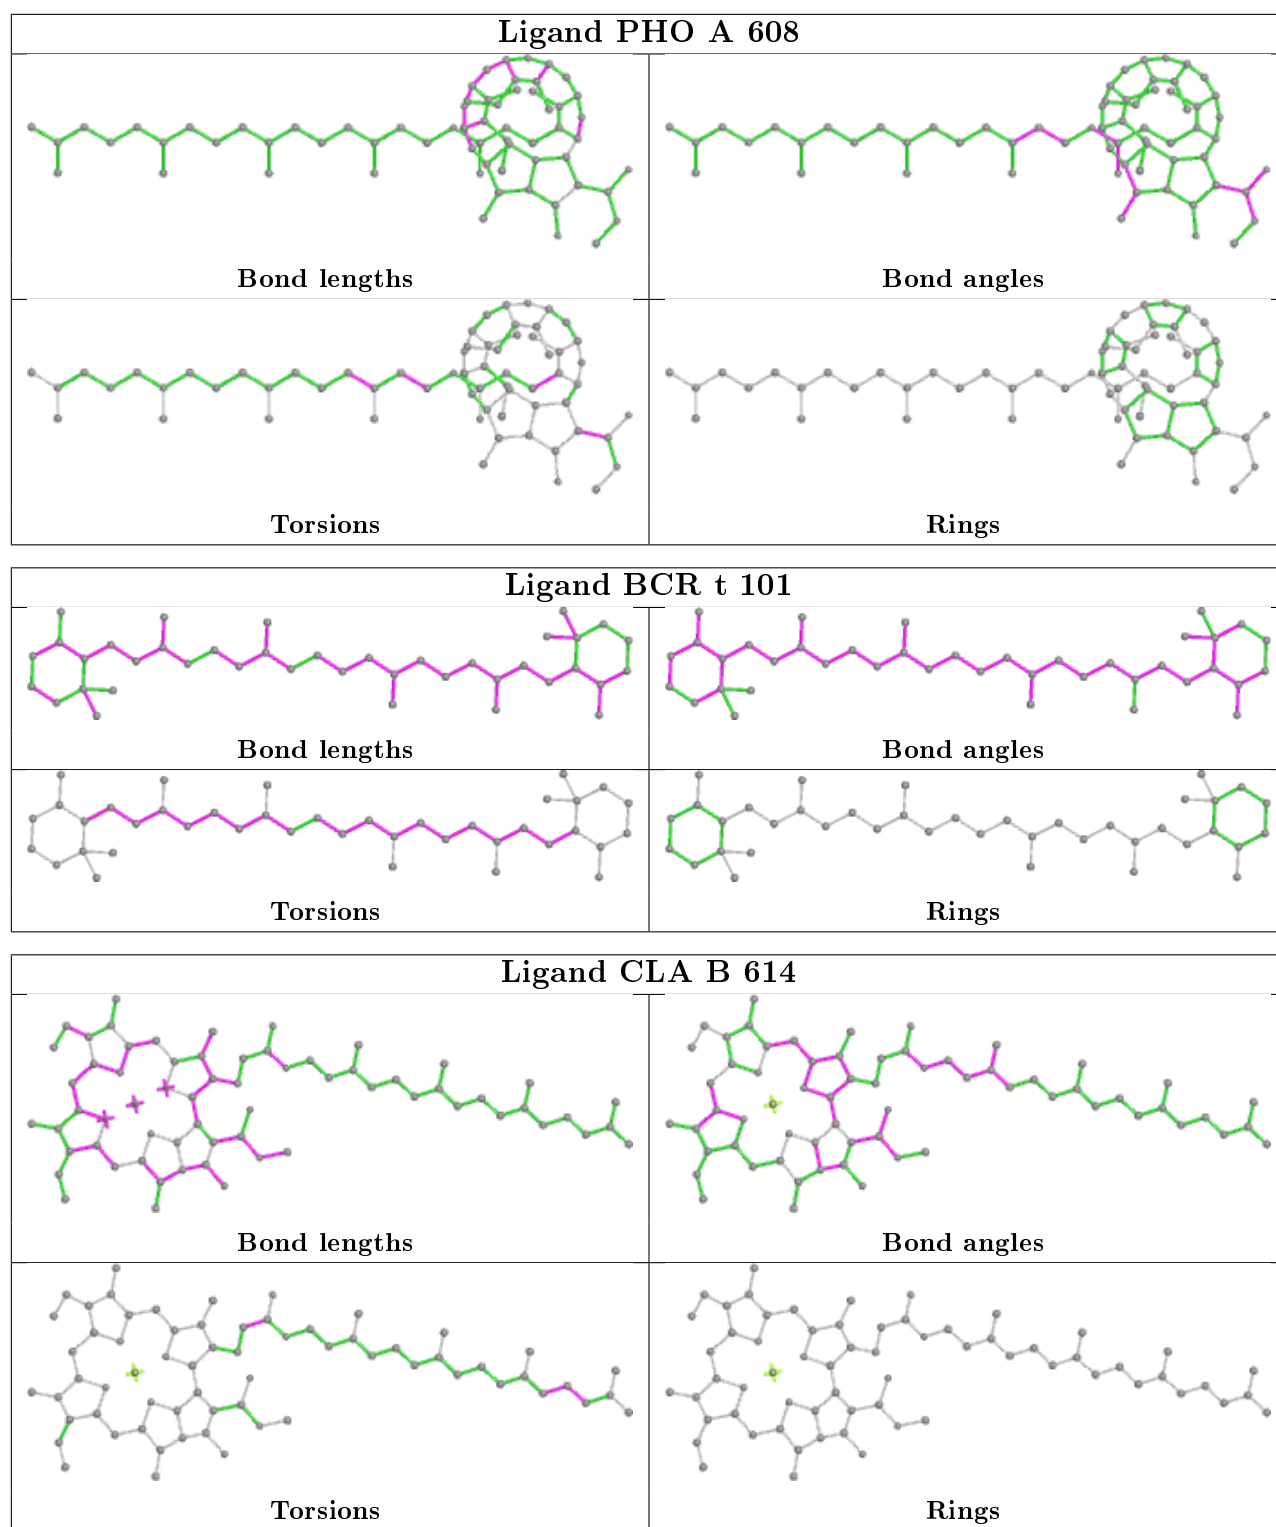 Ligand PHO A 608
Bond lengths
Bond angles
Torsions
Rings
Ligand BCR t 101
Bond lengths
Bond angles
Torsions
Rings
Ligand CLA B 614
Bond lengths
Bond angles
Torsions
Rings